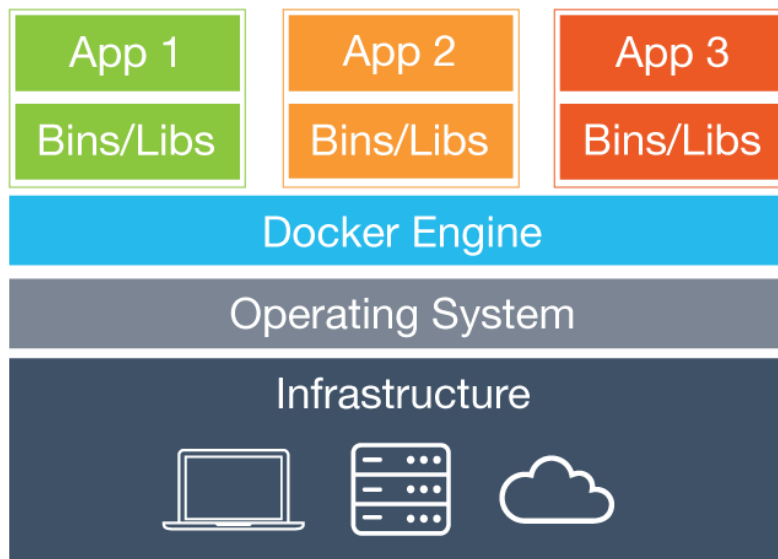 App 1
App 2
App 3
Bins/Libs
Bins/Libs
Bins/Libs
Docker Engine
Operating System
Infrastructure